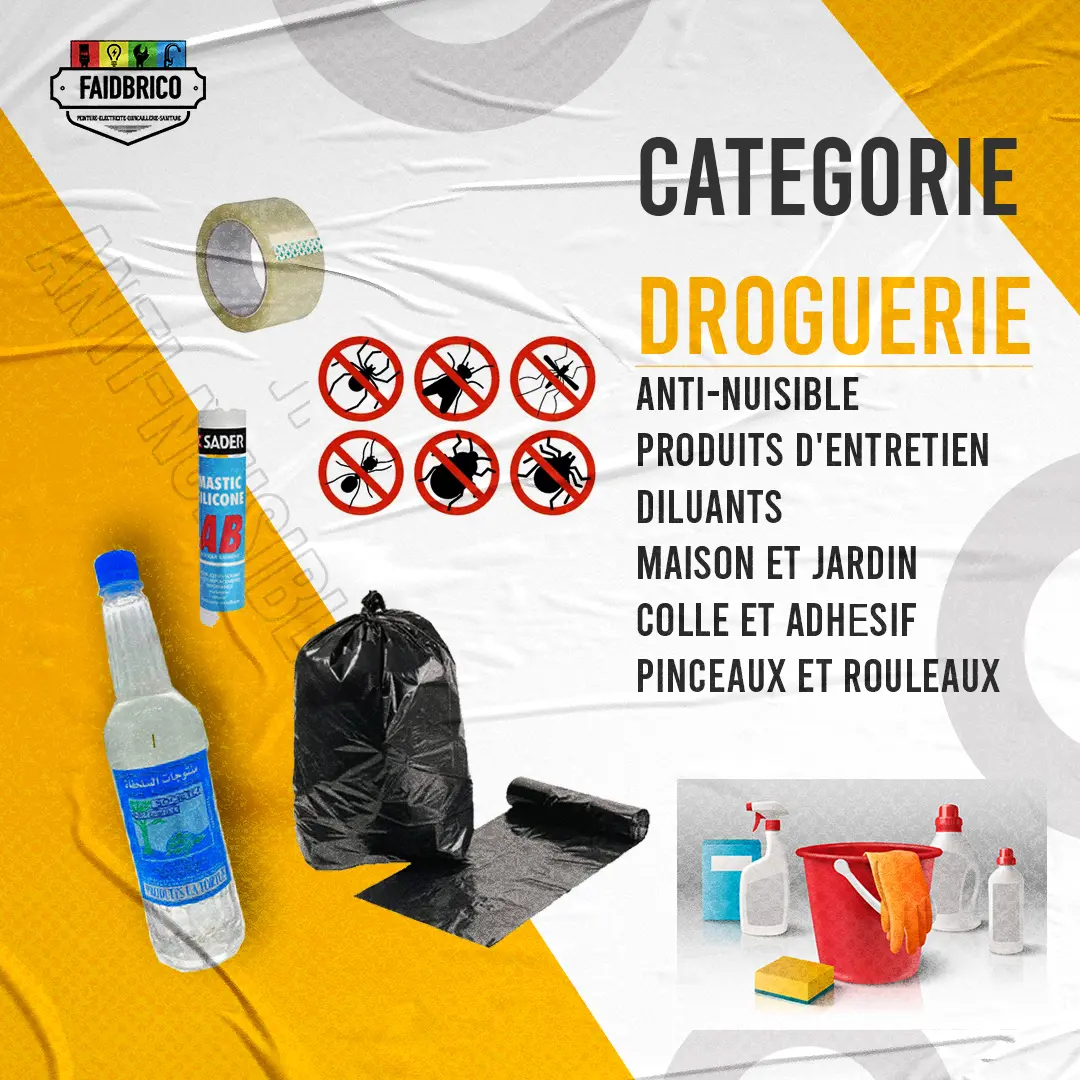 FAIDBRICO
PEINTURE-ELECTRICITE-QUINCAILLERIE-SANITAIRE
CATEGORIE
DROGUERIE
ANTI-NUISIBLE
PRODUITS D'ENTRETIEN
DILUANTS
MAISON ET JARDIN
COLLE ET ADHESIF
PINCEAUX ET ROULEAUX
ANTI-NUISIBL
SADER
MASTIC
SILICONE
AB
منتوجات السلحفاة
PRODUITS LA TORTUE